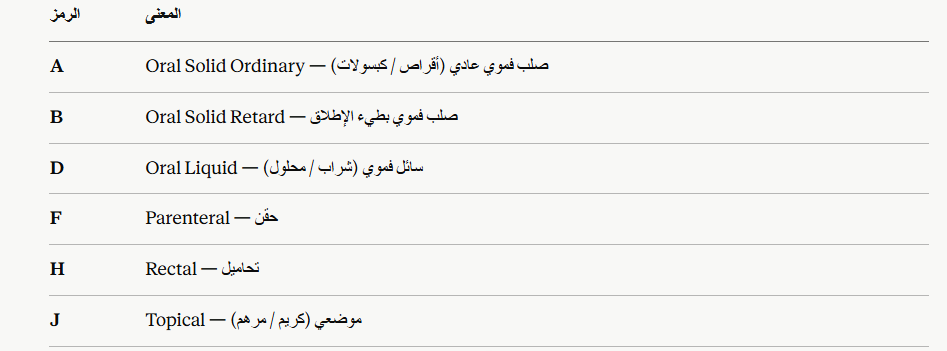 الرمز المعنى
A Oral Solid Ordinary — صلب فموي عادي (أقراص / كبسولات)
B Oral Solid Retard — صلب فموي بطيء الإطلاق
D Oral Liquid — سائل فموي (شراب / محلول)
F Parenteral — حقن
H Rectal — تحاميل
J Topical — موضعي (كريم / مرهم)